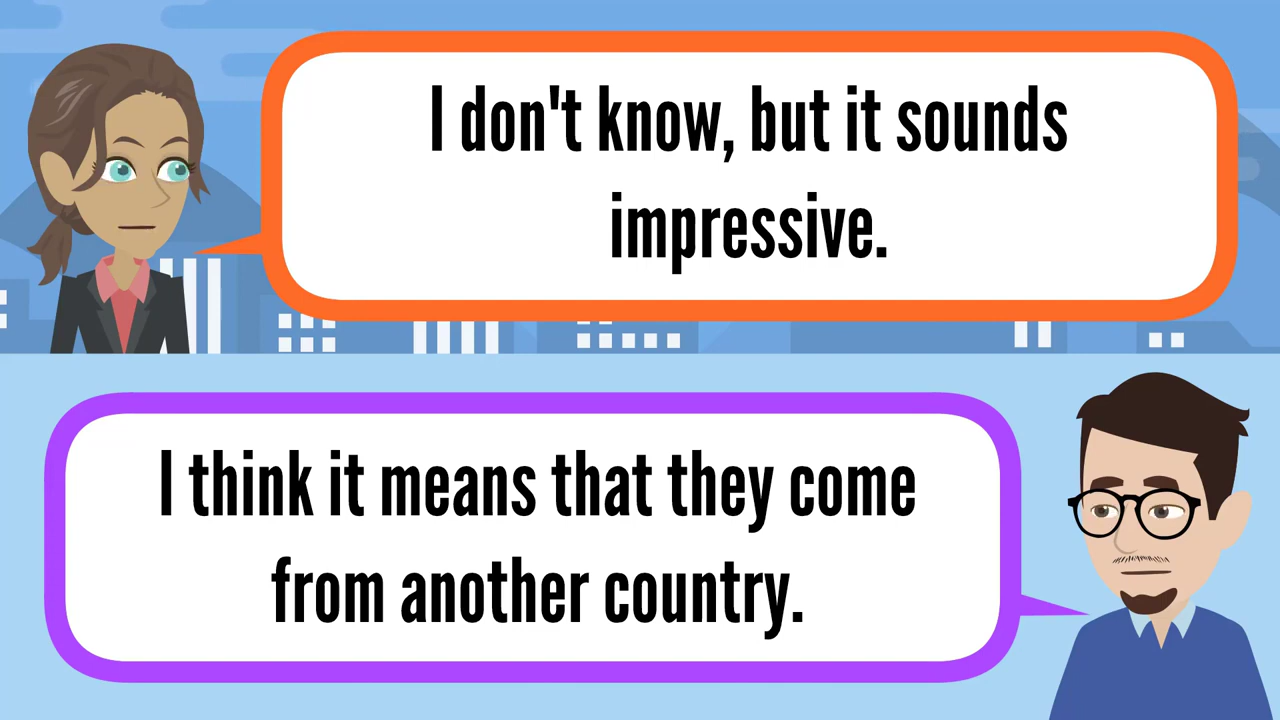 I don't know, but it sounds
impressive.
I think it means that they come
from another country.